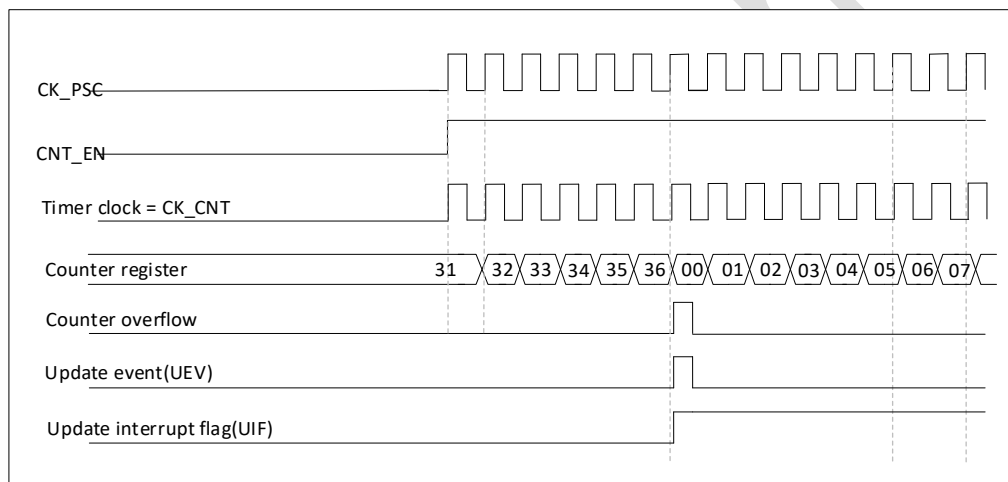 CK_PSC
CNT_EN
Timer clock = CK_CNT
Counter register 31 32 33 34 35 36 00 01 02 03 04 05 06 07
Counter overflow
Update event(UEV)
Update interrupt flag(UIF)